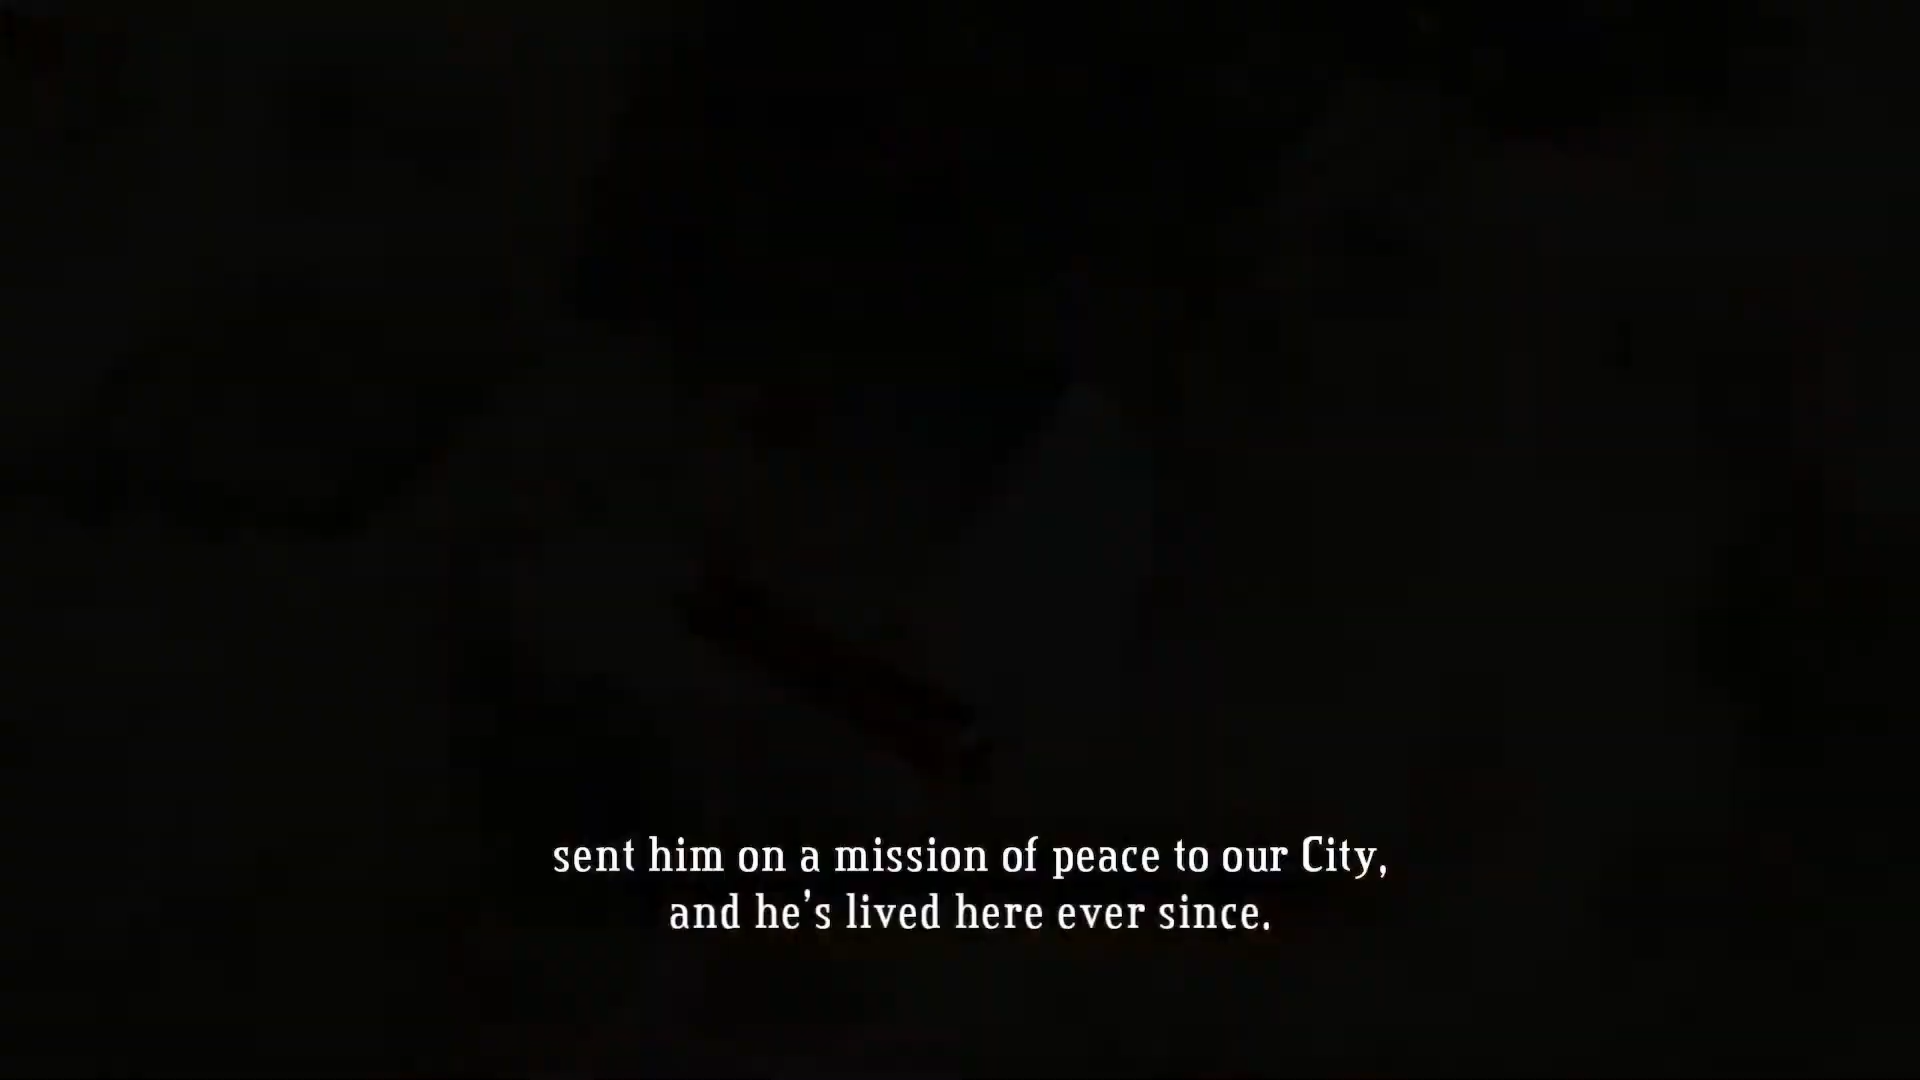 sent him on a mission of peace to our City,
and he's lived here ever since.